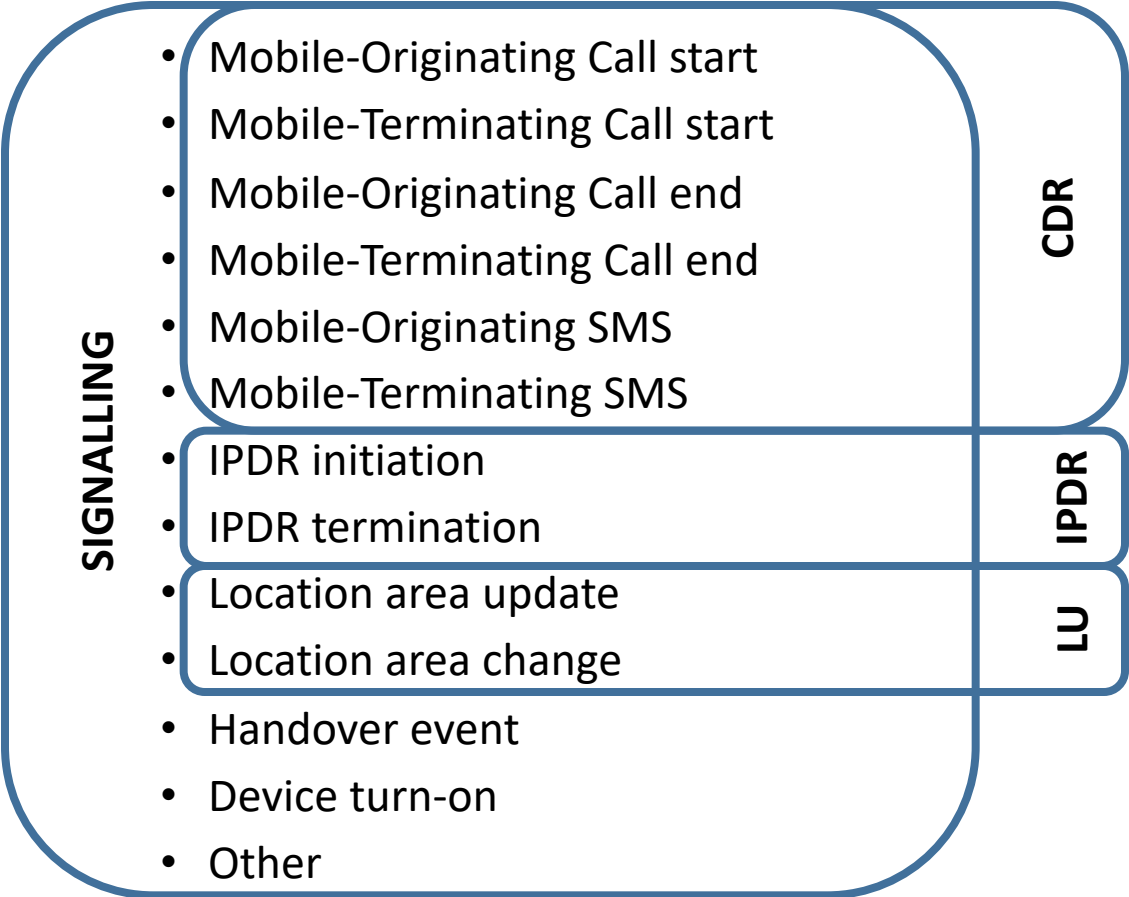 SIGNALLING
• Mobile-Originating Call start
• Mobile-Terminating Call start
• Mobile-Originating Call end
• Mobile-Terminating Call end
• Mobile-Originating SMS
• Mobile-Terminating SMS
CDR
• IPDR initiation
• IPDR termination
IPDR
• Location area update
• Location area change
LU
• Handover event
• Device turn-on
• Other